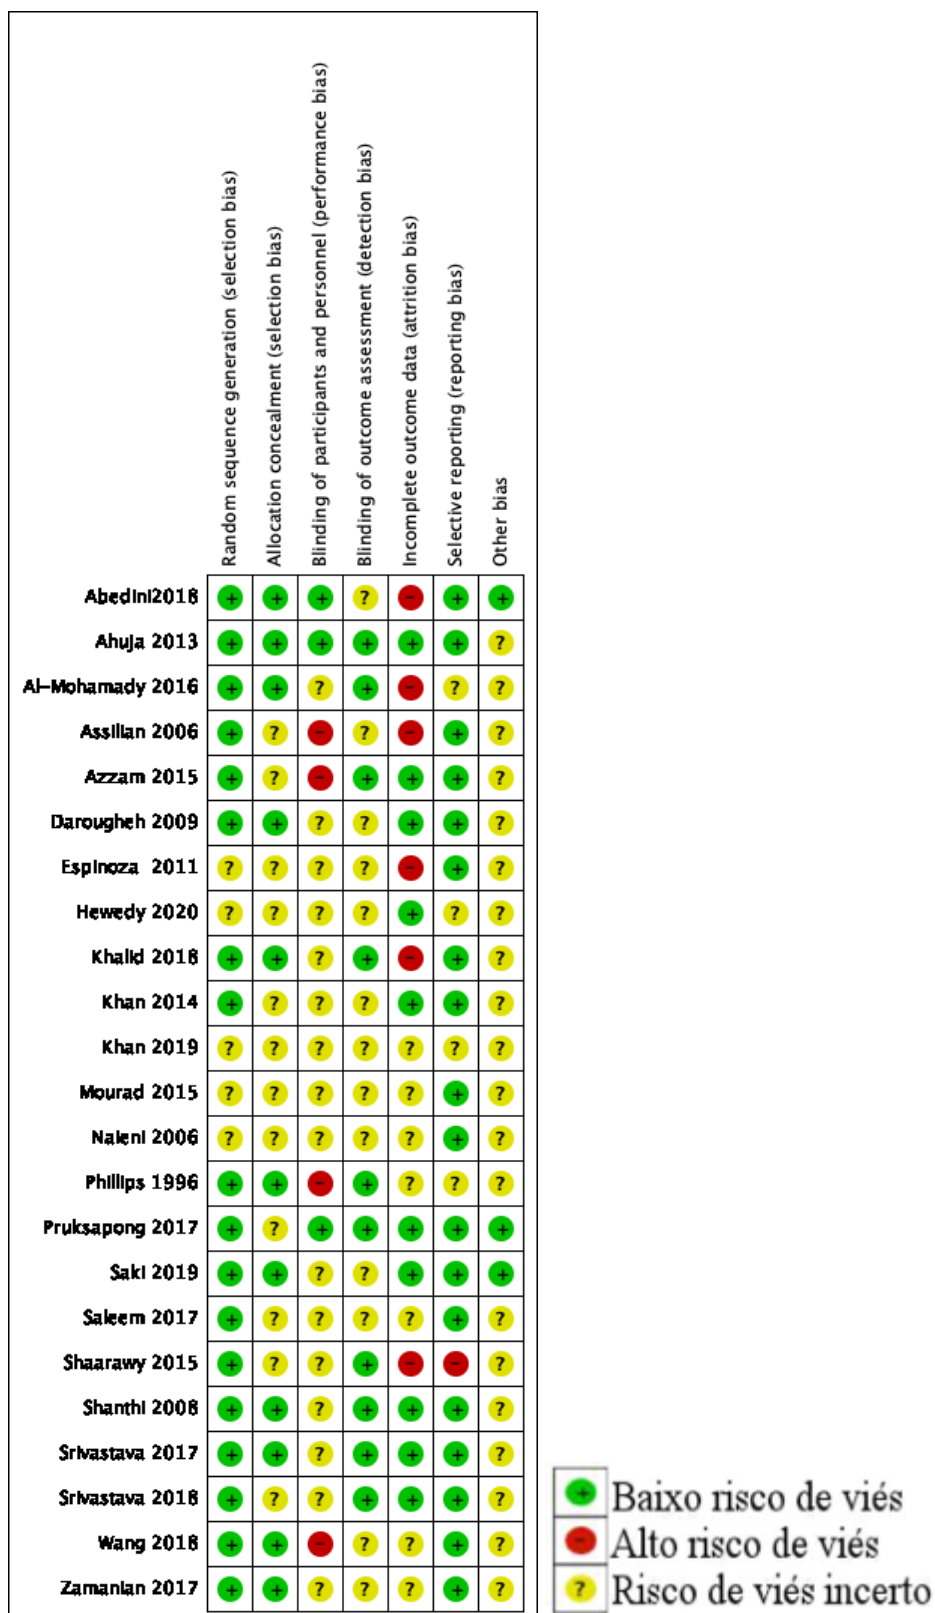 Random sequence generation (selection bias)
Allocation concealment (selection bias)
Blinding of participants and personnel (performance bias)
Blinding of outcome assessment (detection bias)
Incomplete outcome data (attrition bias)
Selective reporting (reporting bias)
Other bias
Abedini2018 + + + ? - + +
Ahuja 2013 + + + + + + ?
Al-Mohamady 2016 + + ? + - ? ?
Assilian 2006 + ? - ? - + ?
Azzam 2015 + ? - + + + ?
Darougheh 2009 + + ? ? + + ?
Espinoza 2011 ? ? ? ? - + ?
Hewedy 2020 ? ? ? ? + ? ?
Khalid 2018 + + ? + - + ?
Khan 2014 + ? ? ? + + ?
Khan 2019 ? ? ? ? ? ? ?
Mourad 2015 ? ? ? ? ? + ?
Naieni 2006 ? ? ? ? ? + ?
Phillips 1996 + + - + ? ? ?
Pruksapong 2017 + ? + + + + +
Saki 2019 + + ? ? + + +
Saleem 2017 + ? ? ? ? + ?
Shaarawy 2015 + ? ? + - - ?
Shanthi 2008 + + ? + + + ?
Srivastava 2017 + + ? + + + ?
Srivastava 2018 + ? ? + + + ?
Wang 2018 + + - ? ? + ?
Zamanian 2017 + + ? ? ? + ?
+ Baixo risco de viés
- Alto risco de viés
? Risco de viés incerto